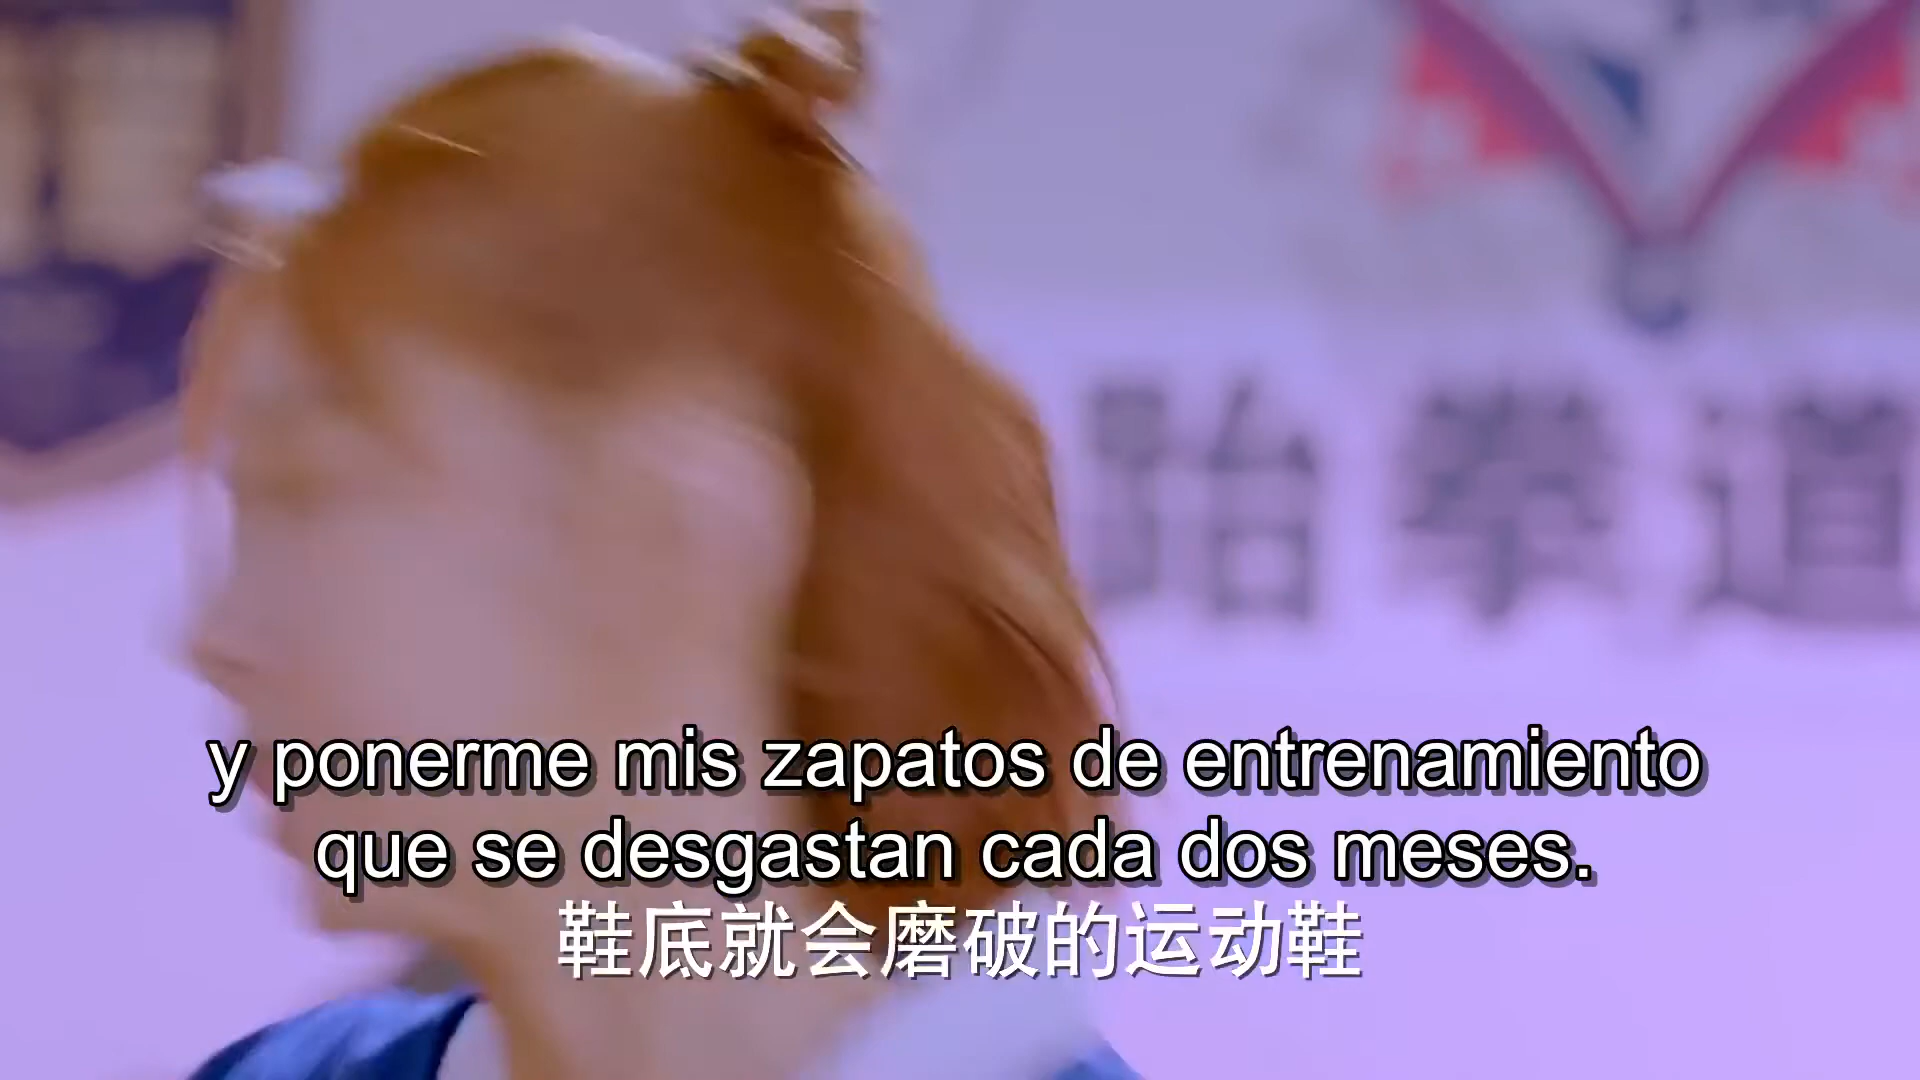 跆拳道
y ponerme mis zapatos de entrenamiento
que se desgastan cada dos meses.
鞋底就会磨破的运动鞋